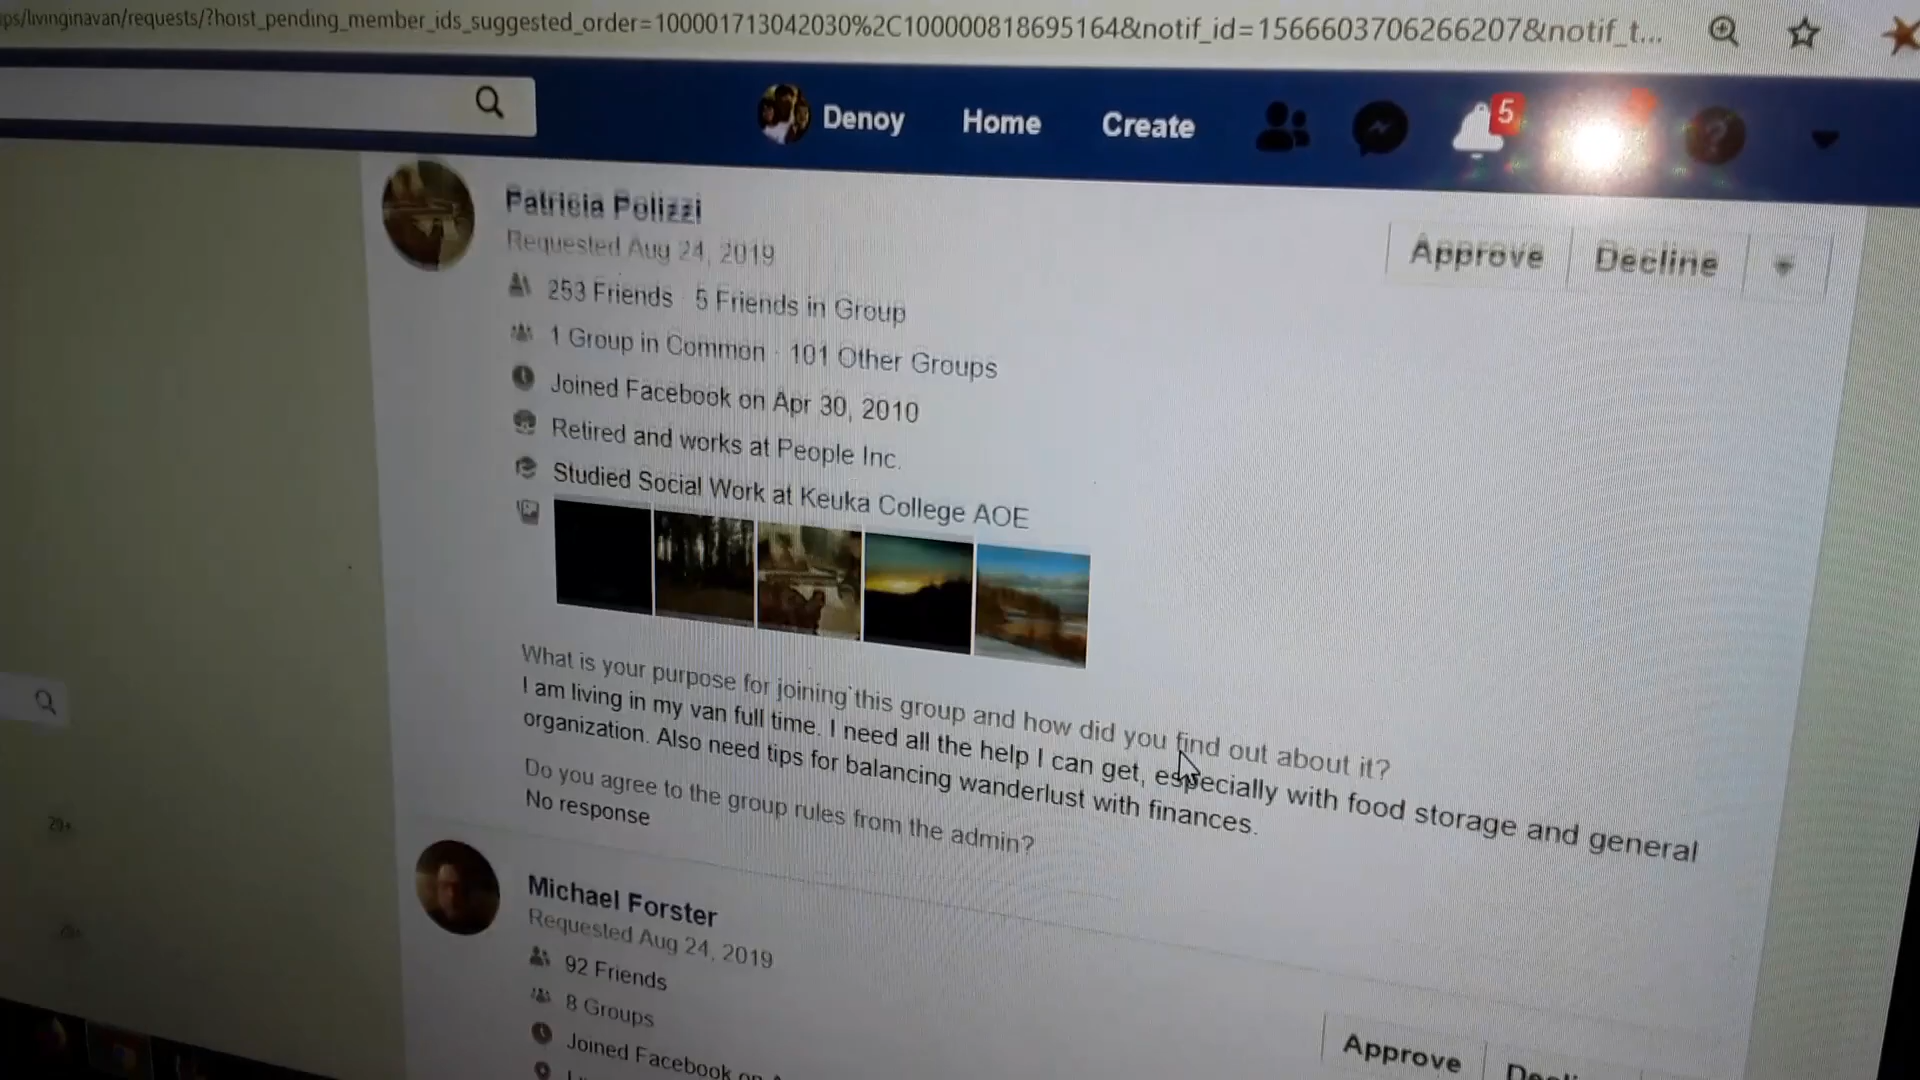 ps/livinginavan/requests/?hoist_pending_member_ids_suggested_order=100001713042030%2C100000818695164&notif_id=1566603706266207&notif_t...
Denoy Home Create 5
Patricia Polizzi
Requested Aug 24, 2019
Approve Decline
253 Friends · 5 Friends in Group
1 Group in Common · 101 Other Groups
Joined Facebook on Apr 30, 2010
Retired and works at People Inc.
Studied Social Work at Keuka College AOE
What is your purpose for joining this group and how did you find out about it?
I am living in my van full time. I need all the help I can get, especially with food storage and general
organization. Also need tips for balancing wanderlust with finances.
Do you agree to the group rules from the admin?
No response
29+
Michael Forster
Requested Aug 24, 2019
92 Friends
8 Groups
Joined Facebook on
Approve